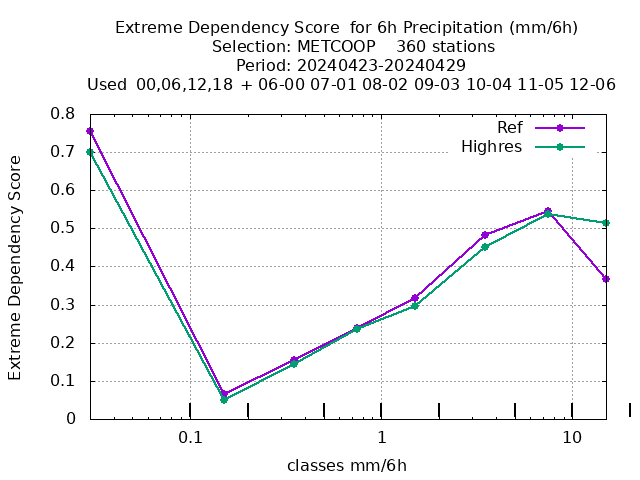 Extreme Dependency Score  for 6h Precipitation (mm/6h)
Selection: METCOOP    360 stations
Period: 20240423-20240429
Used  00,06,12,18  + 06-00 07-01 08-02 09-03 10-04 11-05 12-06
Ref
Highres
0.8
0.7
0.6
0.5
0.4
0.3
0.2
0.1
0
Extreme Dependency Score
0.1 1 10
classes mm/6h